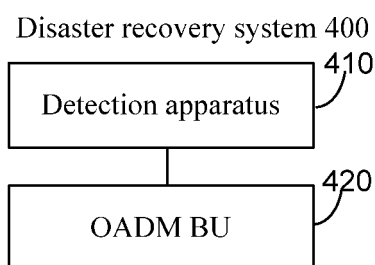 Disaster recovery system 400
410
Detection apparatus
420
OADM BU